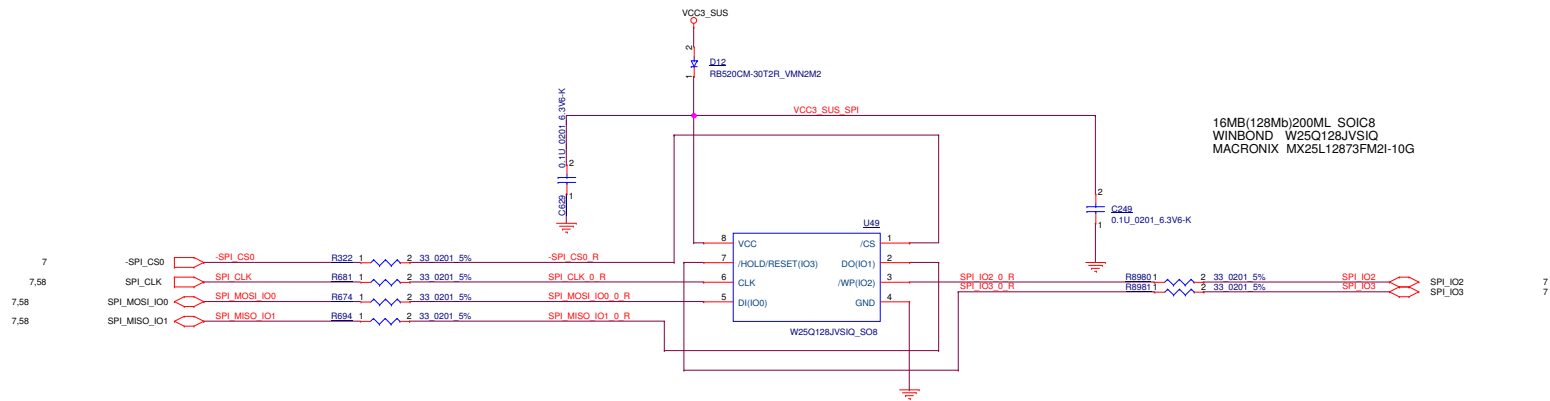 VCC3_SUS
2
D12
RB520CM-30T2R_VMN2M2
1
VCC3_SUS_SPI
0.1U_0201_6.3V6-K
2
1
C629
16MB(128Mb)200ML SOIC8
WINBOND W25Q128JVSIQ
MACRONIX MX25L12873FM2I-10G
2
C249
0.1U_0201_6.3V6-K
1
U49
8 VCC /CS 1
7 /HOLD/RESET(IO3) DO(IO1) 2
6 CLK /WP(IO2) 3
5 DI(IO0) GND 4
W25Q128JVSIQ_SO8
7 -SPI_CS0 -SPI_CS0 R322 1 2 33_0201_5% -SPI_CS0_R
7,58 SPI_CLK SPI_CLK R681 1 2 33_0201_5% SPI_CLK_0_R
7,58 SPI_MOSI_IO0 SPI_MOSI_IO0 R674 1 2 33_0201_5% SPI_MOSI_IO0_0_R
7,58 SPI_MISO_IO1 SPI_MISO_IO1 R694 1 2 33_0201_5% SPI_MISO_IO1_0_R
SPI_IO2_0_R R8980 1 2 33_0201_5% SPI_IO2 SPI_IO2 7
SPI_IO3_0_R R8981 1 2 33_0201_5% SPI_IO3 SPI_IO3 7